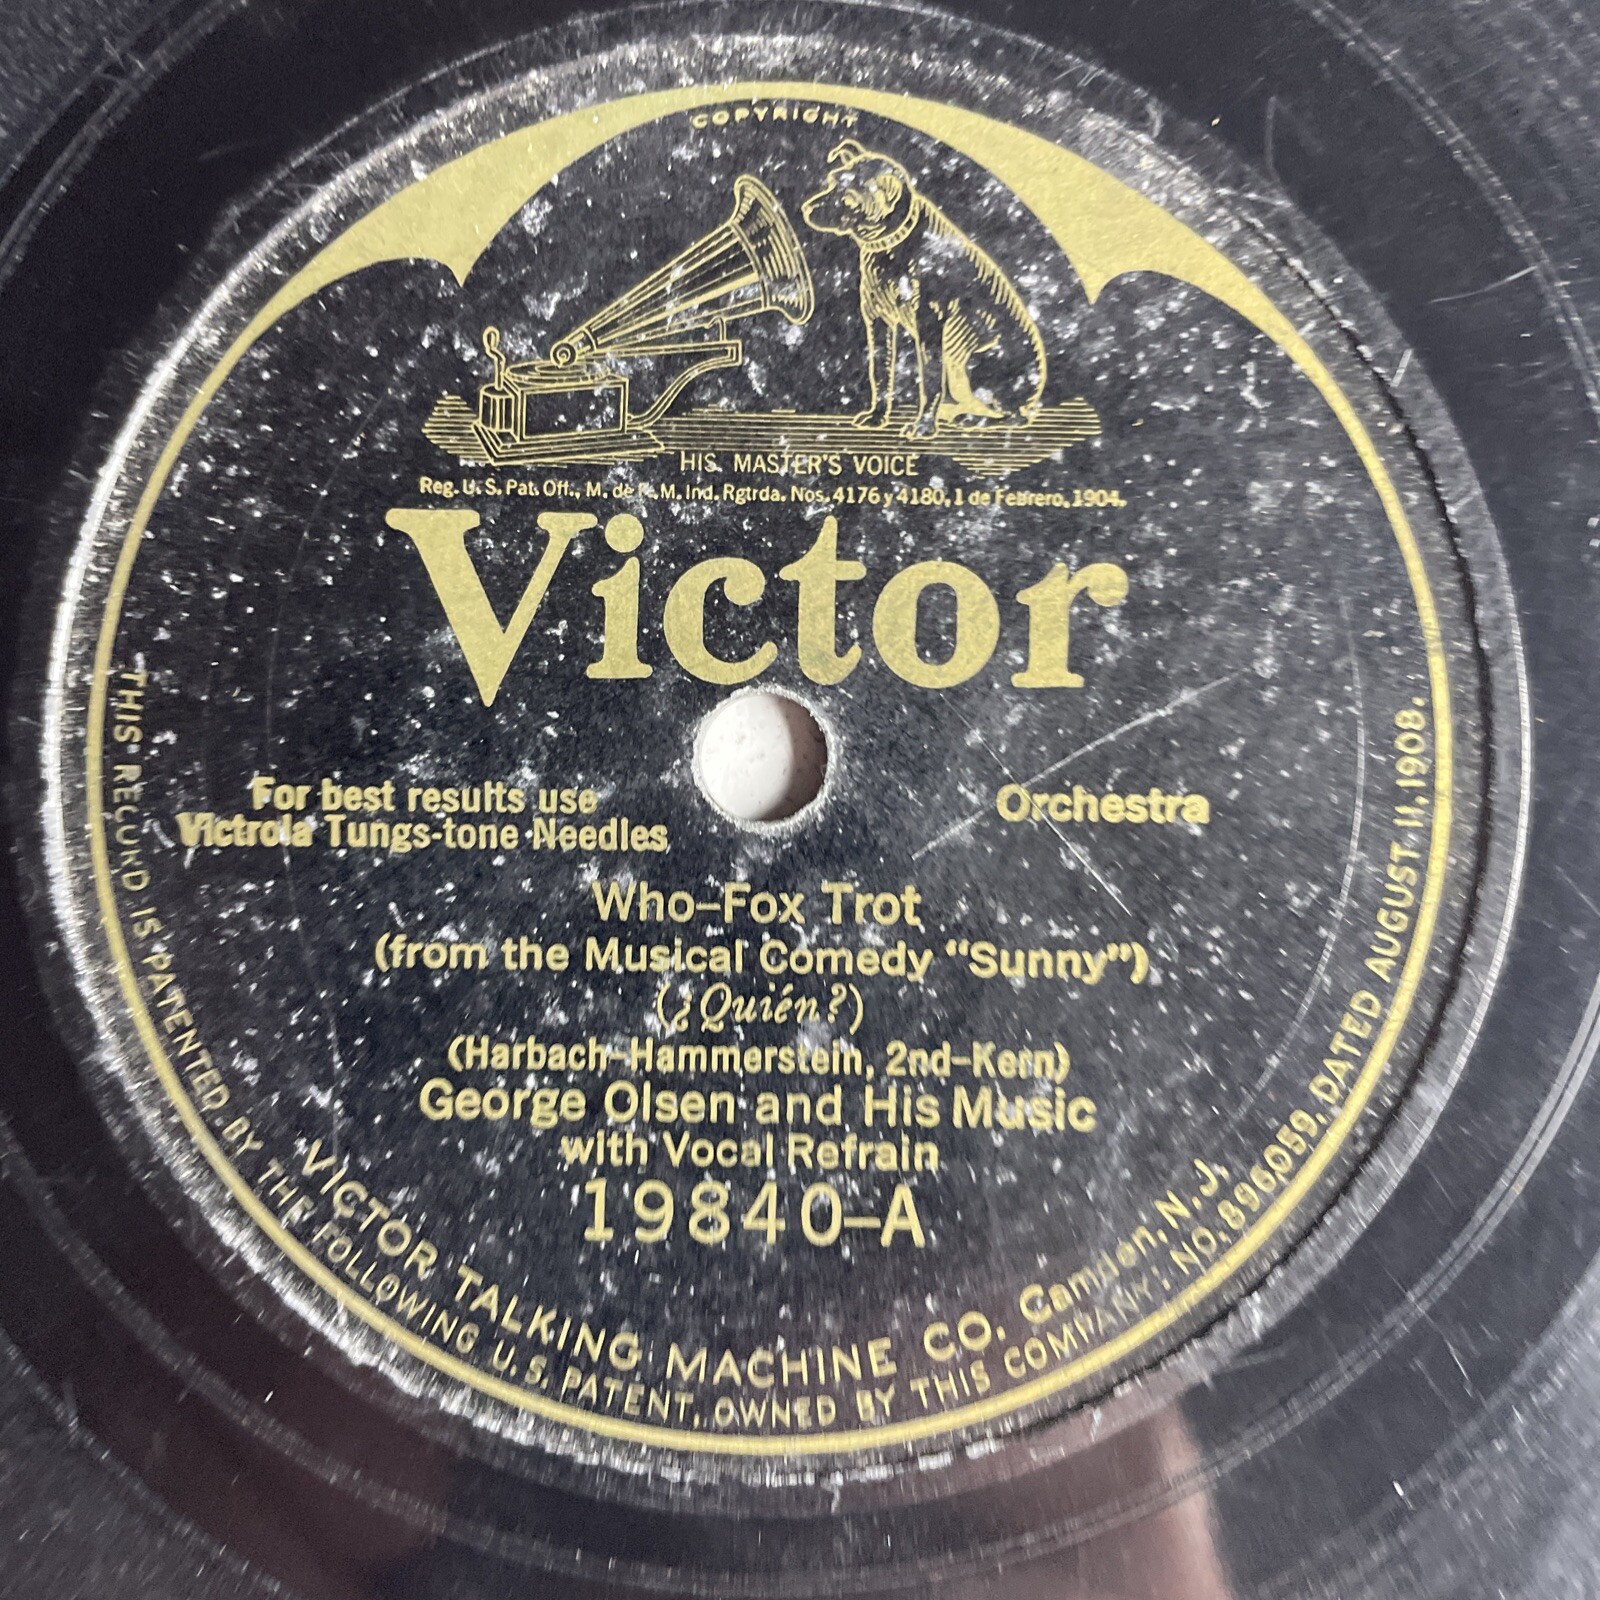 COPYRIGHT
HIS MASTER'S VOICE
Reg. U. S. Pat. Off., M. de F. M. Ind. Rgtrda. Nos. 4176 y 4180, 1 de Febrero, 1904.
Victor
For best results use
Victrola Tungs-tone Needles
Orchestra
Who–Fox Trot
(from the Musical Comedy "Sunny")
(¿Quién?)
(Harbach-Hammerstein, 2nd-Kern)
George Olsen and His Music
with Vocal Refrain
19840–A
VICTOR TALKING MACHINE CO. Camden, N. J.
THIS RECORD IS PATENTED BY THE FOLLOWING U. S. PATENT, OWNED BY THIS COMPANY: NO. 896,059, DATED AUGUST 11, 1908.